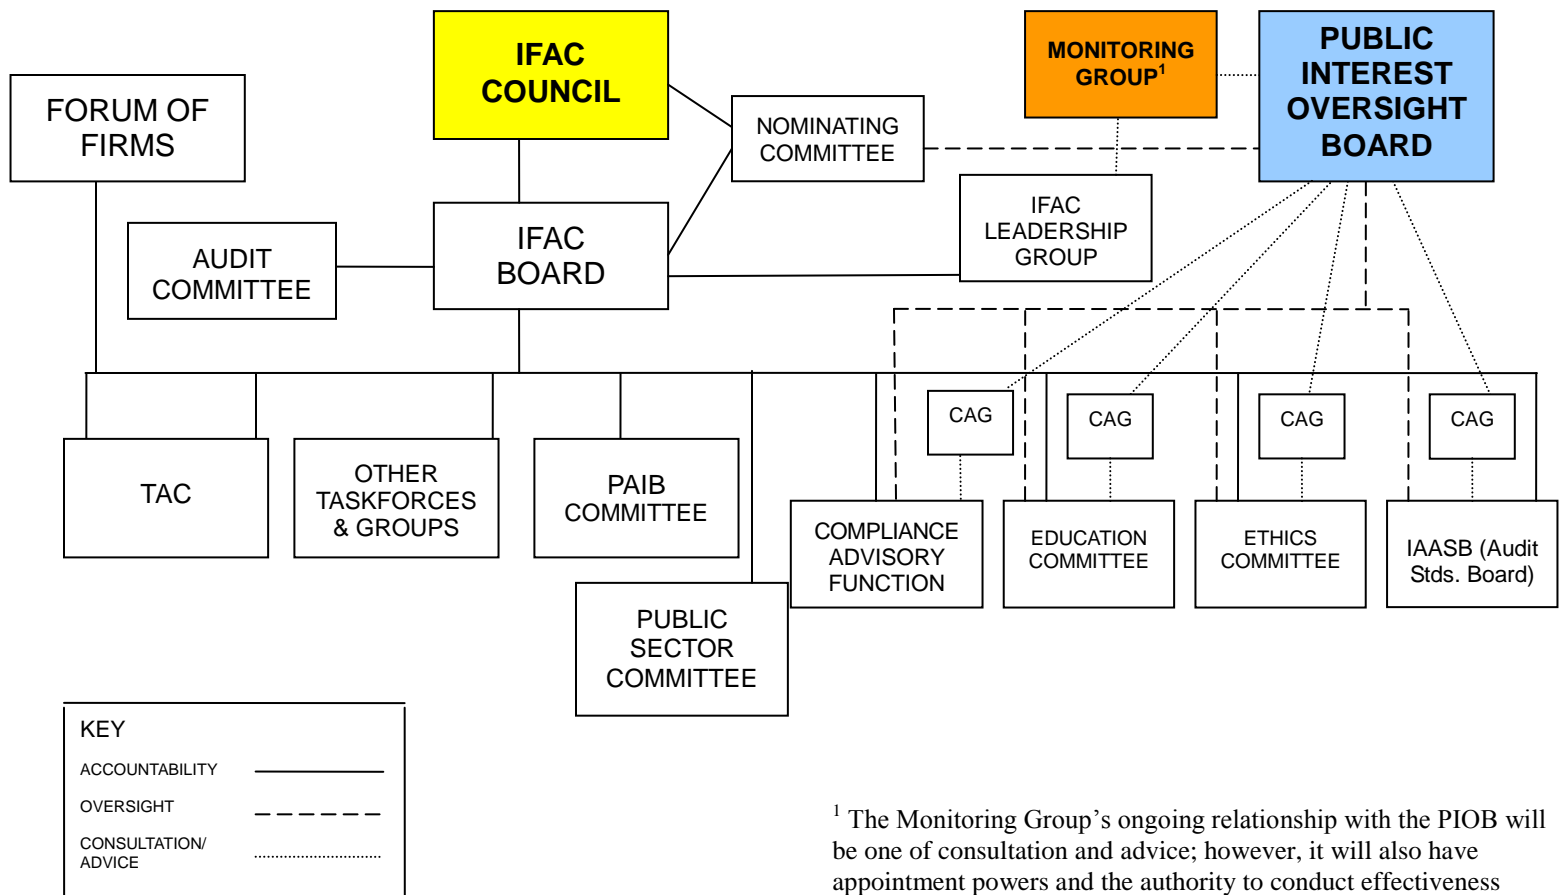 IFAC
COUNCIL
MONITORING
GROUP¹
PUBLIC
INTEREST
OVERSIGHT
BOARD
FORUM OF
FIRMS
NOMINATING
COMMITTEE
IFAC
LEADERSHIP
GROUP
IFAC
BOARD
AUDIT
COMMITTEE
CAG
CAG
CAG
CAG
TAC
OTHER
TASKFORCES
& GROUPS
PAIB
COMMITTEE
COMPLIANCE
ADVISORY
FUNCTION
EDUCATION
COMMITTEE
ETHICS
COMMITTEE
IAASB (Audit
Stds. Board)
PUBLIC
SECTOR
COMMITTEE
KEY
ACCOUNTABILITY
OVERSIGHT
CONSULTATION/
ADVICE
¹ The Monitoring Group's ongoing relationship with the PIOB will
be one of consultation and advice; however, it will also have
appointment powers and the authority to conduct effectiveness